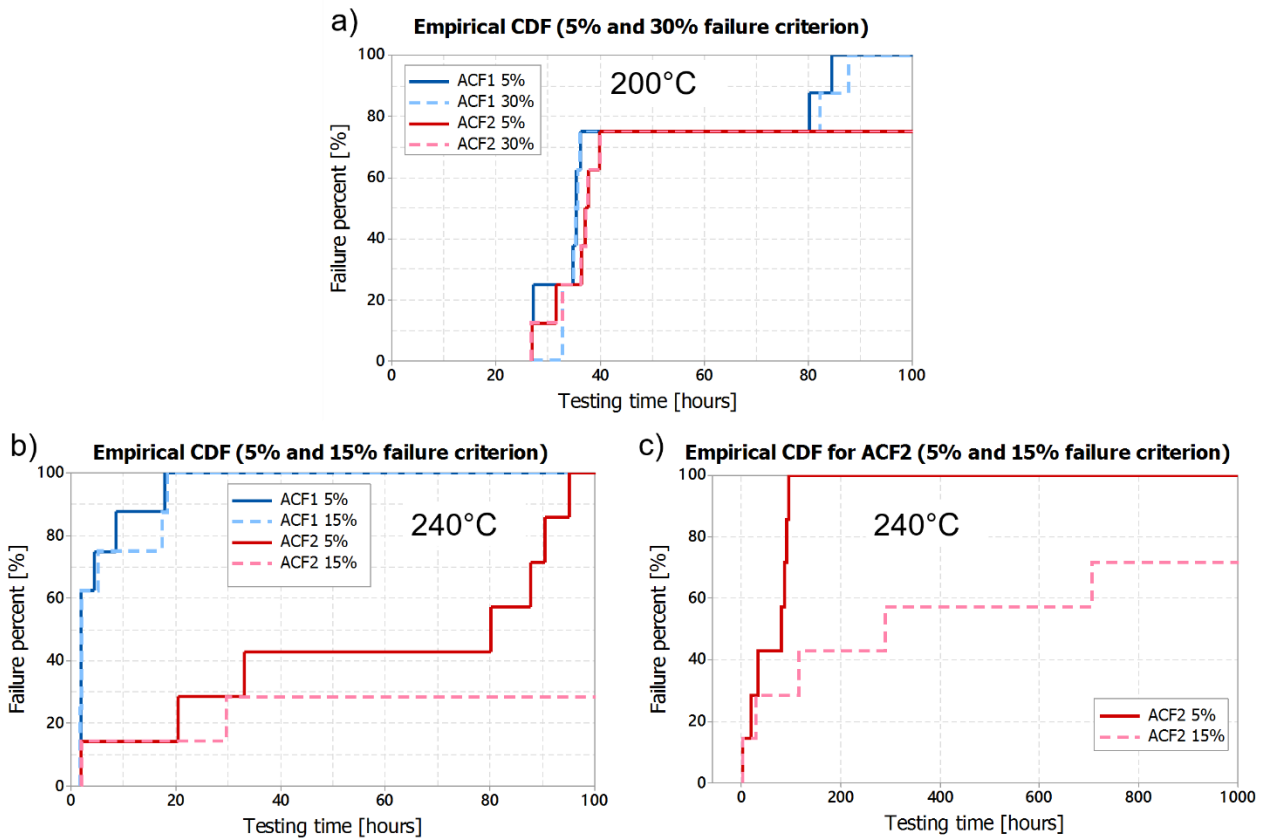 a) Empirical CDF (5% and 30% failure criterion)
100
80
60
40
20
0
Failure percent [%]
ACF1 5%
ACF1 30%
ACF2 5%
ACF2 30%
200°C
0 20 40 60 80 100
Testing time [hours]
b) Empirical CDF (5% and 15% failure criterion)
100
80
60
40
20
0
Failure percent [%]
ACF1 5%
ACF1 15%
ACF2 5%
ACF2 15%
240°C
0 20 40 60 80 100
Testing time [hours]
c) Empirical CDF for ACF2 (5% and 15% failure criterion)
100
80
60
40
20
0
Failure percent [%]
240°C
ACF2 5%
ACF2 15%
0 200 400 600 800 1000
Testing time [hours]